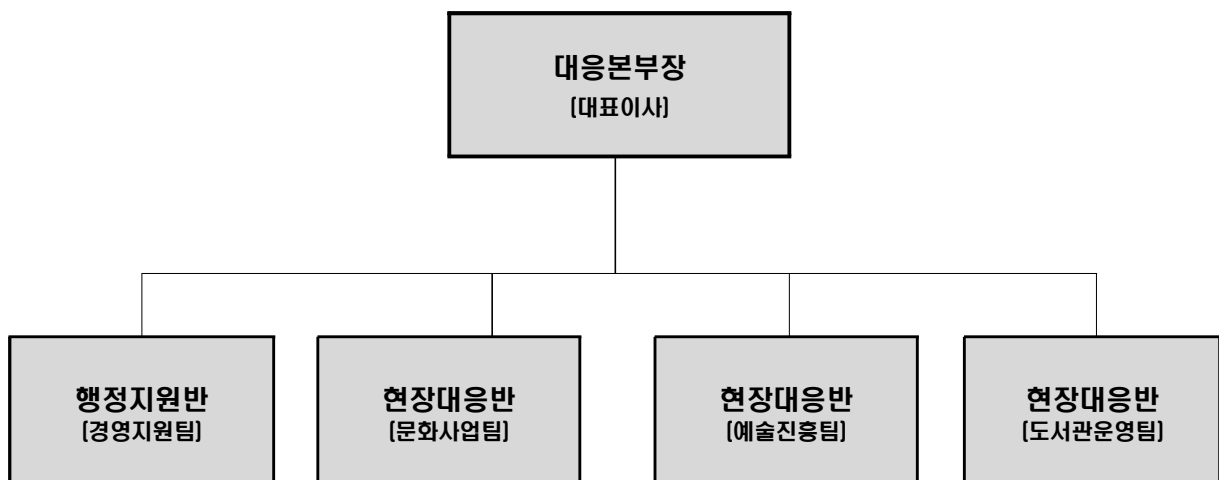 대응본부장
(대표이사)
행정지원반
(경영지원팀)
현장대응반
(문화사업팀)
현장대응반
(예술진흥팀)
현장대응반
(도서관운영팀)